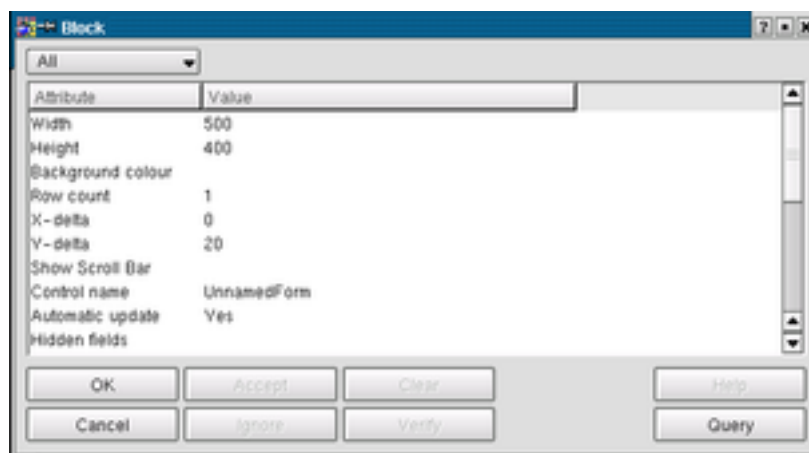 Block
All
Attribute Value
Width 500
Height 400
Background colour
Row count 1
X-delta 0
Y-delta 20
Show Scroll Bar
Control name UnnamedForm
Automatic update Yes
Hidden fields
OK Accept Clear Help
Cancel Ignore Verify Query